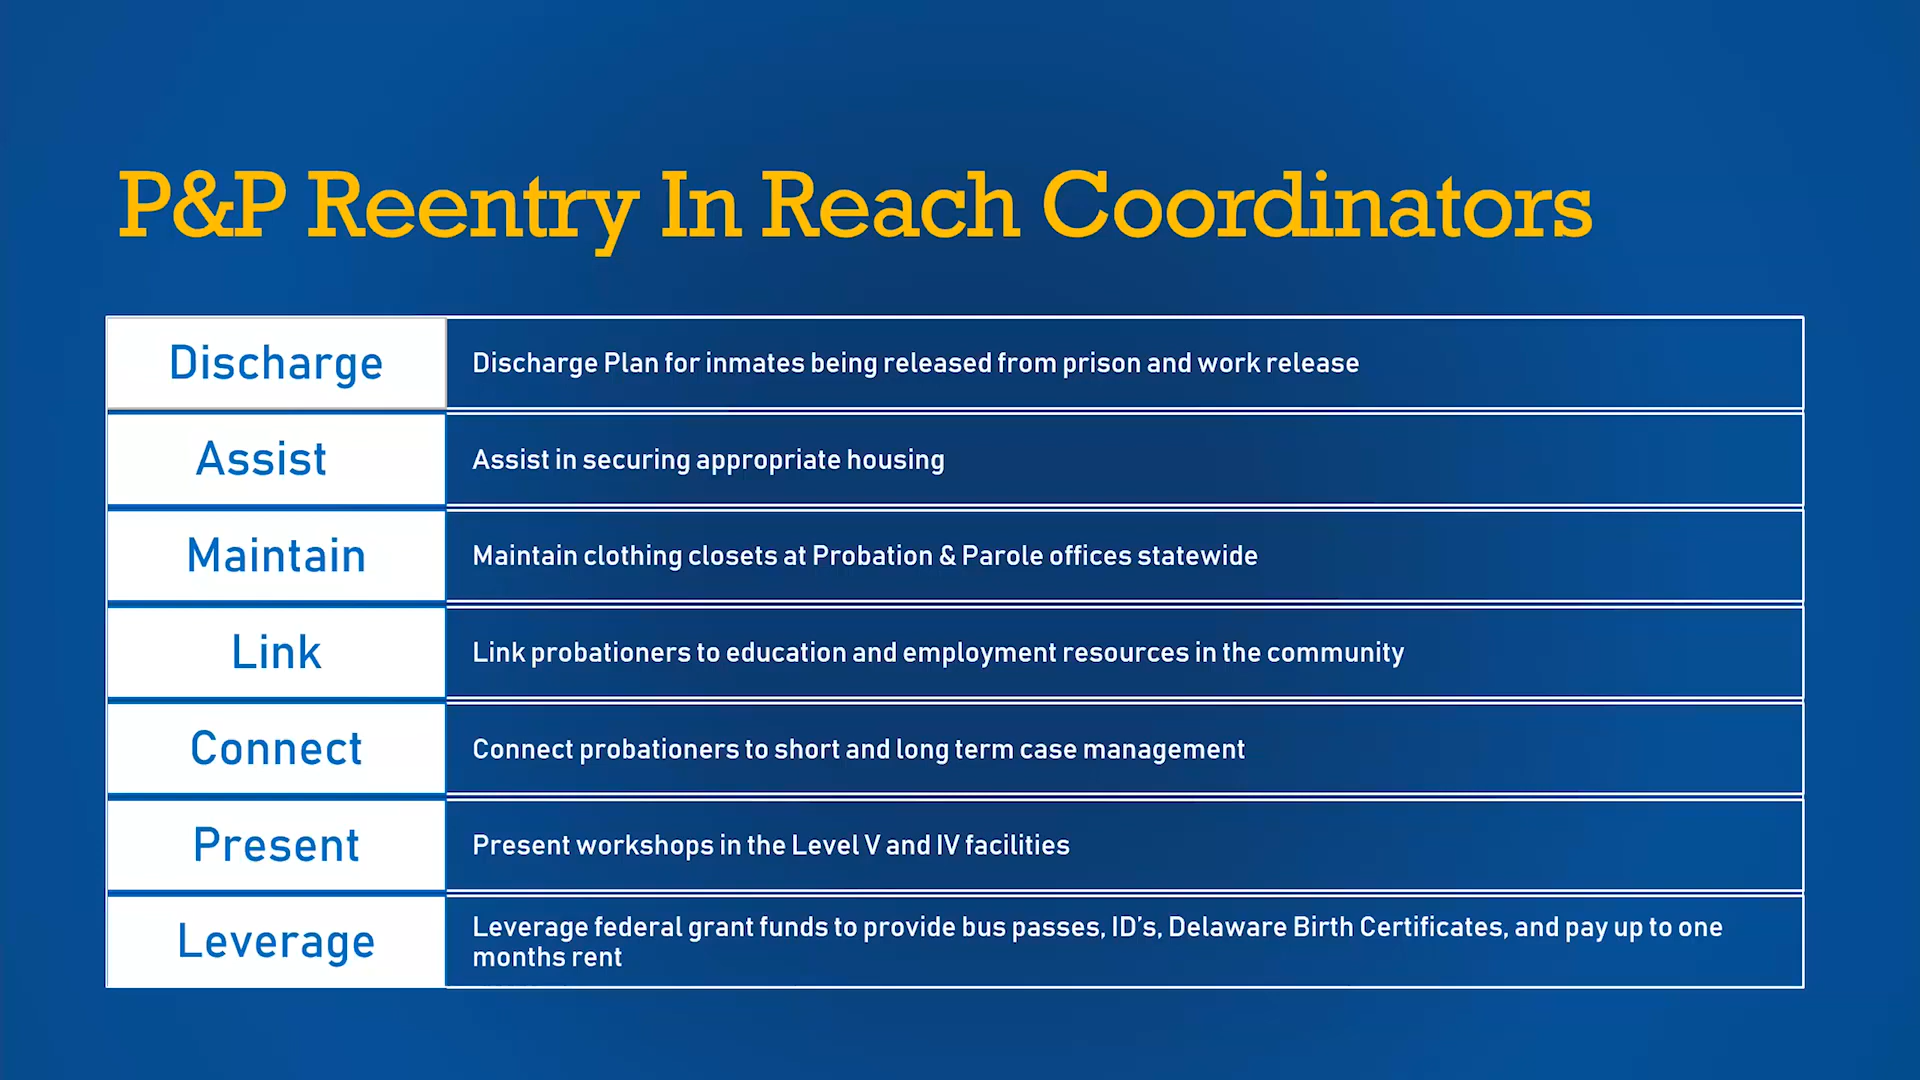 P&P Reentry In Reach Coordinators
Discharge
Discharge Plan for inmates being released from prison and work release
Assist
Assist in securing appropriate housing
Maintain
Maintain clothing closets at Probation & Parole offices statewide
Link
Link probationers to education and employment resources in the community
Connect
Connect probationers to short and long term case management
Present
Present workshops in the Level V and IV facilities
Leverage
Leverage federal grant funds to provide bus passes, ID’s, Delaware Birth Certificates, and pay up to one
months rent